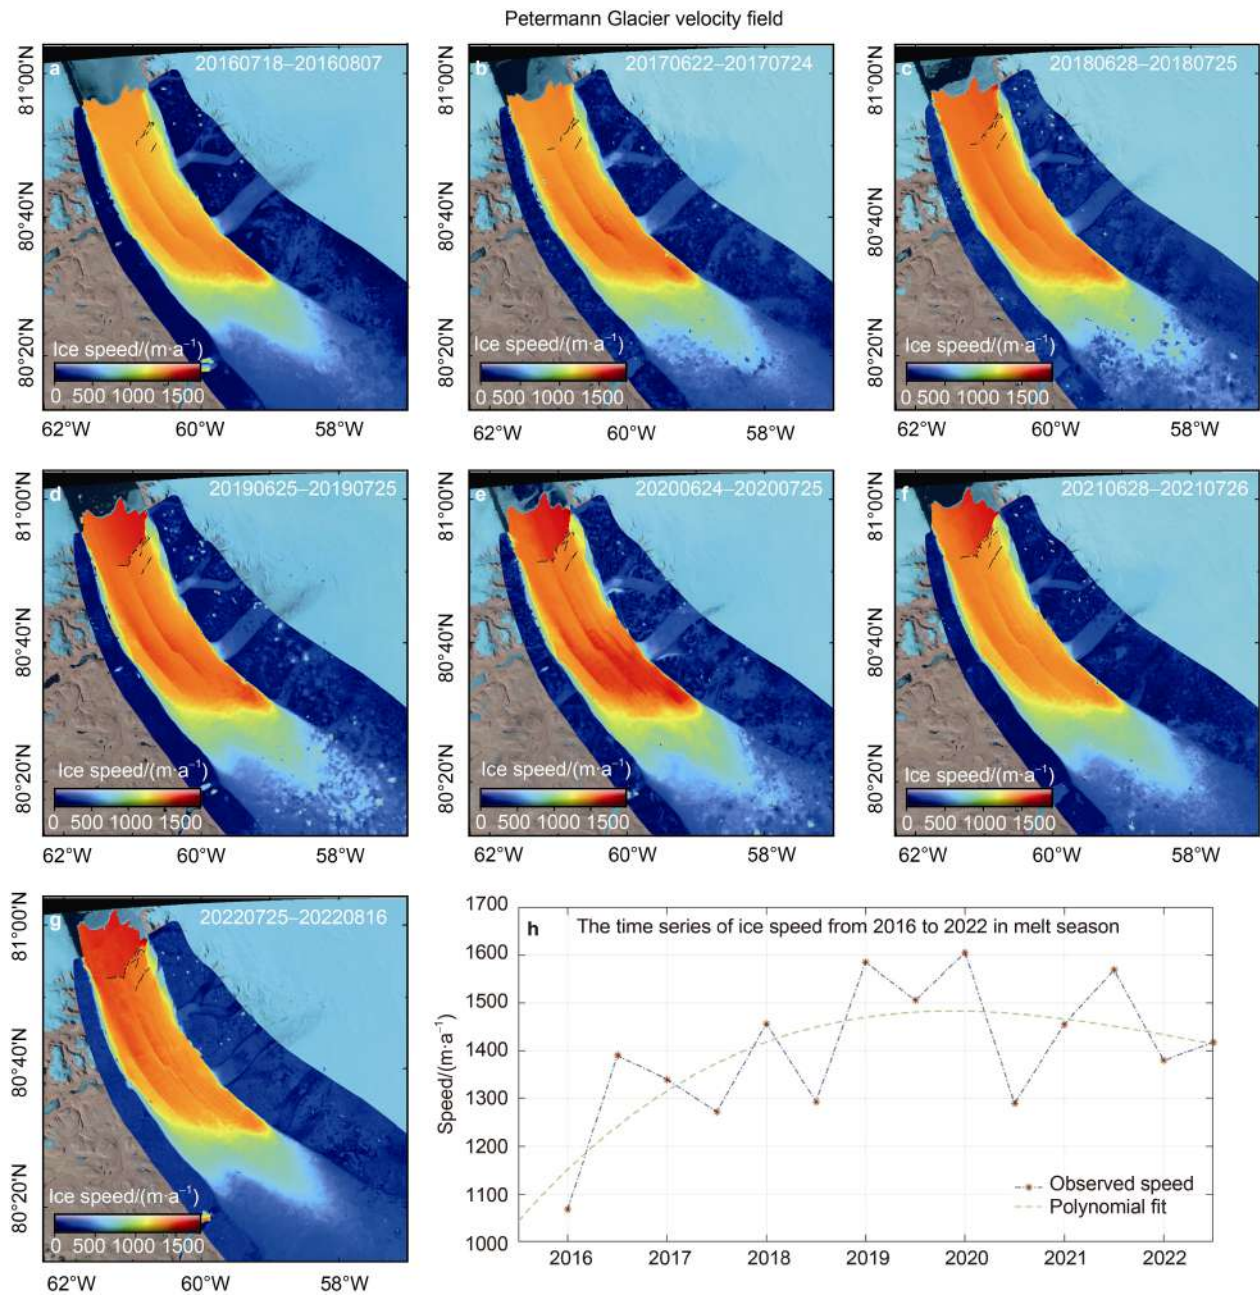 Petermann Glacier velocity field
a 20160718–20160807
81°00'N
80°40'N
80°20'N
Ice speed/(m·a⁻¹)
0 500 1000 1500
62°W 60°W 58°W
b 20170622–20170724
81°00'N
80°40'N
80°20'N
Ice speed/(m·a⁻¹)
0 500 1000 1500
62°W 60°W 58°W
c 20180628–20180725
81°00'N
80°40'N
80°20'N
Ice speed/(m·a⁻¹)
0 500 1000 1500
62°W 60°W 58°W
d 20190625–20190725
81°00'N
80°40'N
80°20'N
Ice speed/(m·a⁻¹)
0 500 1000 1500
62°W 60°W 58°W
e 20200624–20200725
81°00'N
80°40'N
80°20'N
Ice speed/(m·a⁻¹)
0 500 1000 1500
62°W 60°W 58°W
f 20210628–20210726
81°00'N
80°40'N
80°20'N
Ice speed/(m·a⁻¹)
0 500 1000 1500
62°W 60°W 58°W
g 20220725–20220816
81°00'N
80°40'N
80°20'N
Ice speed/(m·a⁻¹)
0 500 1000 1500
62°W 60°W 58°W
h The time series of ice speed from 2016 to 2022 in melt season
1700
1600
1500
1400
1300
1200
1100
1000
Speed/(m·a⁻¹)
Observed speed
Polynomial fit
2016 2017 2018 2019 2020 2021 2022